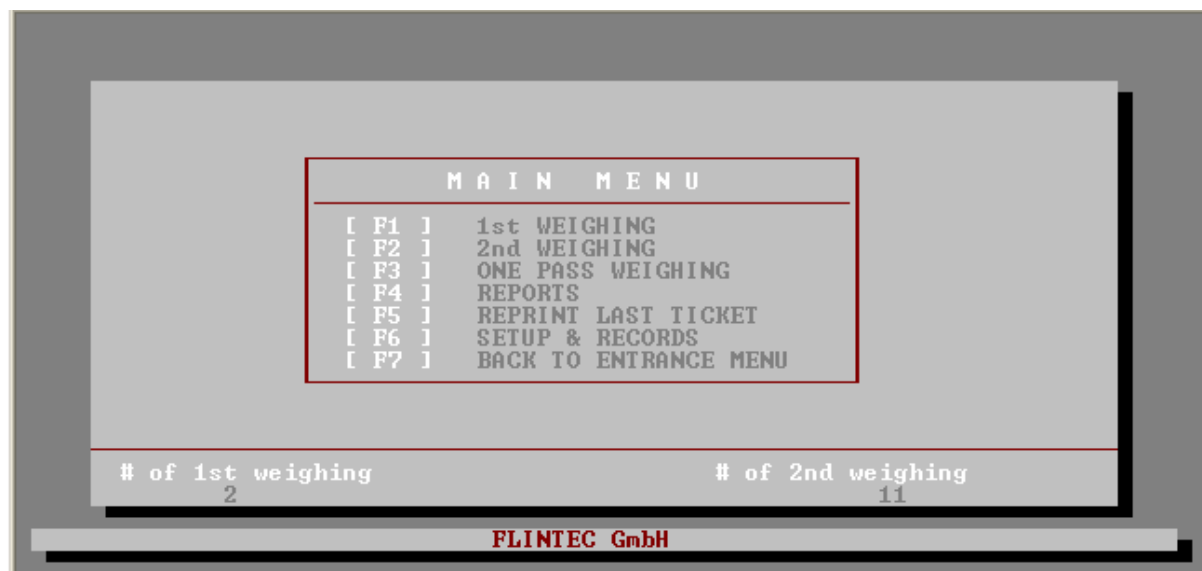 M A I N M E N U
[ F1 ] 1st WEIGHING
[ F2 ] 2nd WEIGHING
[ F3 ] ONE PASS WEIGHING
[ F4 ] REPORTS
[ F5 ] REPRINT LAST TICKET
[ F6 ] SETUP & RECORDS
[ F7 ] BACK TO ENTRANCE MENU
# of 1st weighing # of 2nd weighing
2 11
FLINTEC GmbH